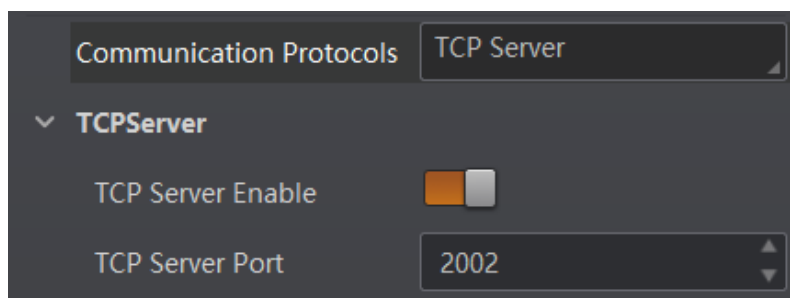 Communication Protocols TCP Server
TCPServer
TCP Server Enable
TCP Server Port 2002